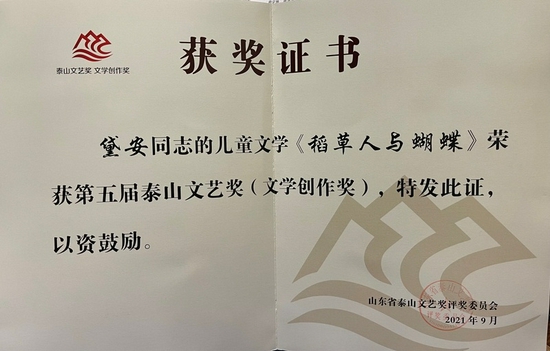 泰山文艺奖 文学创作奖
获奖证书
黛安同志的儿童文学《稻草人与蝴蝶》荣
获第五届泰山文艺奖（文学创作奖），特发此证，
以资鼓励。
山东省泰山文艺奖评奖委员会
2021年9月